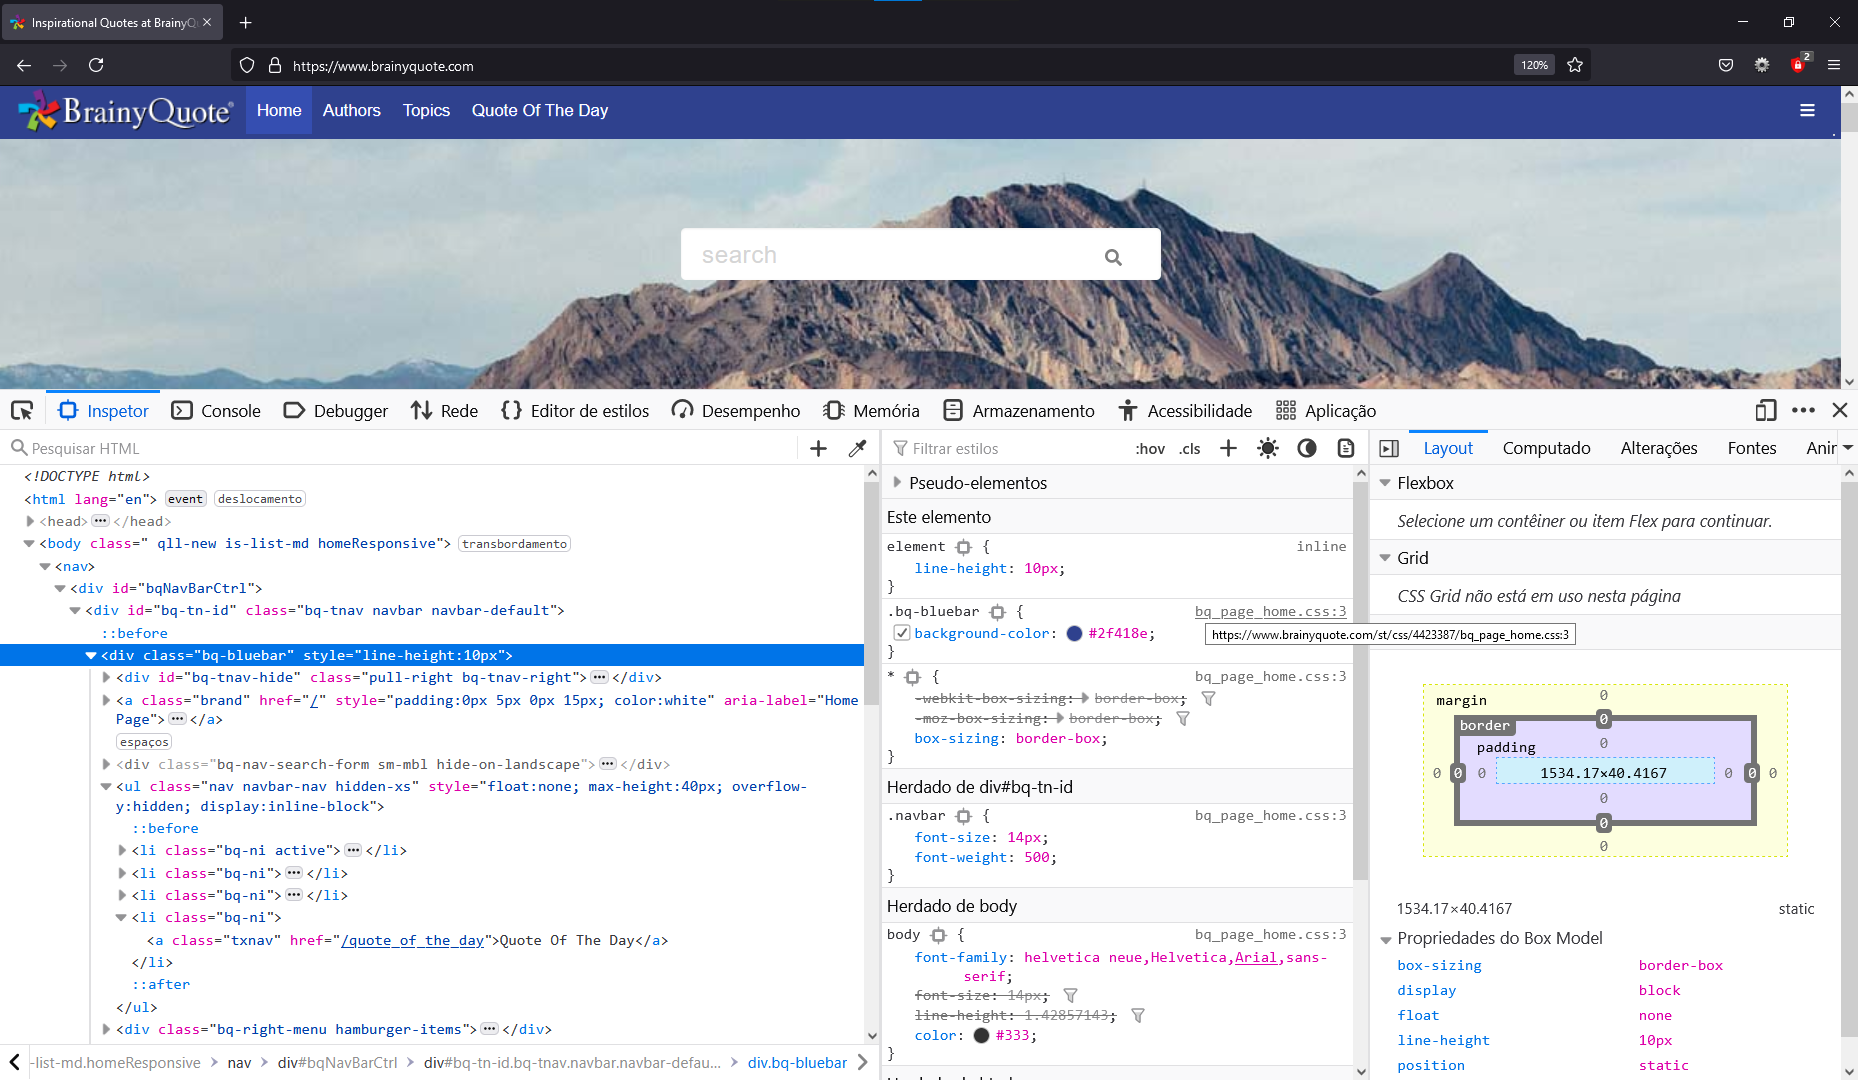 Inspirational Quotes at BrainyQ
https://www.brainyquote.com
120%
2
BrainyQuote®
Home
Authors
Topics
Quote Of The Day
search
Inspetor
Console
Debugger
Rede
Editor de estilos
Desempenho
Memória
Armazenamento
Acessibilidade
Aplicação
Pesquisar HTML
<!DOCTYPE html>
<html lang="en"> event deslocamento
<head> ••• </head>
<body class=" qll-new is-list-md homeResponsive"> transbordamento
<nav>
<div id="bqNavBarCtrl">
<div id="bq-tn-id" class="bq-tnav navbar navbar-default">
::before
<div class="bq-bluebar" style="line-height:10px">
<div id="bq-tnav-hide" class="pull-right bq-tnav-right"> ••• </div>
<a class="brand" href="/" style="padding:0px 5px 0px 15px; color:white" aria-label="Home
Page"> ••• </a>
espaços
<div class="bq-nav-search-form sm-mbl hide-on-landscape"> ••• </div>
<ul class="nav navbar-nav hidden-xs" style="float:none; max-height:40px; overflow-
y:hidden; display:inline-block">
::before
<li class="bq-ni active"> ••• </li>
<li class="bq-ni"> ••• </li>
<li class="bq-ni"> ••• </li>
<li class="bq-ni">
<a class="txnav" href="/quote_of_the_day">Quote Of The Day</a>
</li>
::after
</ul>
<div class="bq-right-menu hamburger-items"> ••• </div>
-list-md.homeResponsive
nav
div#bqNavBarCtrl
div#bq-tn-id.bq-tnav.navbar.navbar-defau...
div.bq-bluebar
Filtrar estilos
:hov
.cls
Pseudo-elementos
Este elemento
element { inline
line-height: 10px;
}
.bq-bluebar { bq_page_home.css:3
background-color: #2f418e;
https://www.brainyquote.com/st/css/4423387/bq_page_home.css:3
}
* { bq_page_home.css:3
-webkit-box-sizing: border-box;
-moz-box-sizing: border-box;
box-sizing: border-box;
}
Herdado de div#bq-tn-id
.navbar { bq_page_home.css:3
font-size: 14px;
font-weight: 500;
}
Herdado de body
body { bq_page_home.css:3
font-family: helvetica neue,Helvetica,Arial,sans-
serif;
font-size: 14px;
line-height: 1.42857143;
color: #333;
}
Layout
Computado
Alterações
Fontes
Anir
Flexbox
Selecione um contêiner ou item Flex para continuar.
Grid
CSS Grid não está em uso nesta página
margin
0
border
0
padding
0
0 0 0 1534.17×40.4167 0 0 0
0
0
0
1534.17×40.4167 static
Propriedades do Box Model
box-sizing border-box
display block
float none
line-height 10px
position static